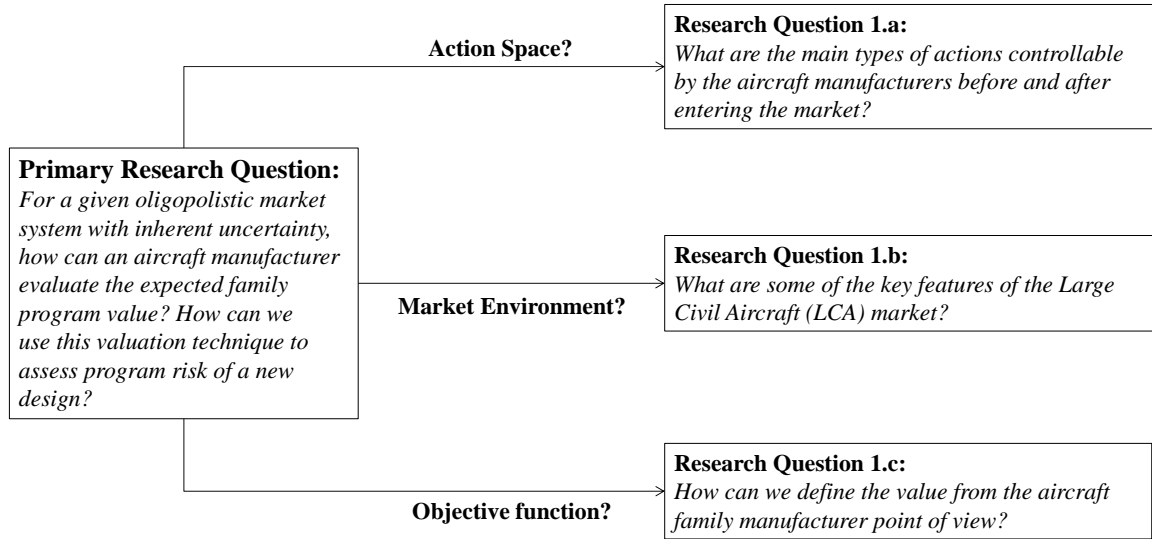 Primary Research Question:
For a given oligopolistic market
system with inherent uncertainty,
how can an aircraft manufacturer
evaluate the expected family
program value? How can we
use this valuation technique to
assess program risk of a new
design?
Action Space?
Research Question 1.a:
What are the main types of actions controllable
by the aircraft manufacturers before and after
entering the market?
Market Environment?
Research Question 1.b:
What are some of the key features of the Large
Civil Aircraft (LCA) market?
Objective function?
Research Question 1.c:
How can we define the value from the aircraft
family manufacturer point of view?